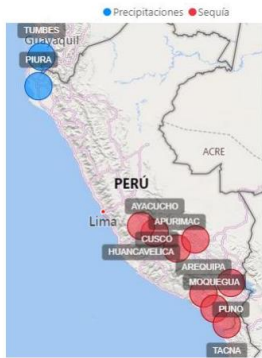 Precipitaciones Sequía
TUMBES
Guayaquil
PIURA
ACRE
PERÚ
AYACUCHO
Lima
APURIMAC
CUSCO
HUANCAVELICA
AREQUIPA
MOQUEGUA
PUNO
TACNA